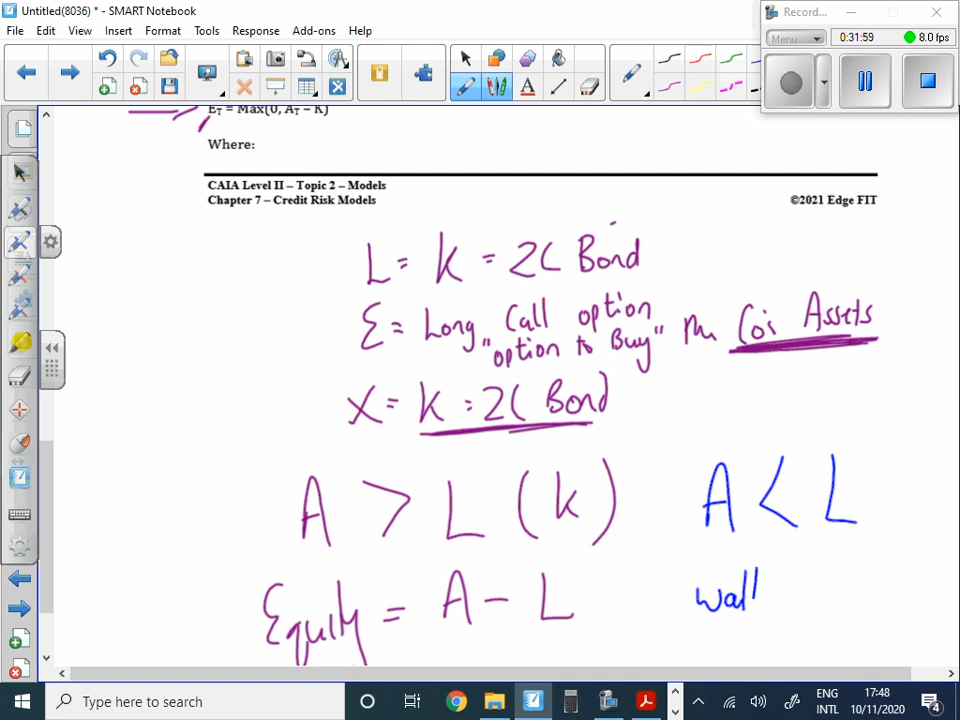 Untitled(8036) * - SMART Notebook
Record...
File Edit View Insert Format Tools Response Add-ons Help
Menu 0:31:59 8.0 fps
E_T = Max(0, A_T − K)
Where:
CAIA Level II – Topic 2 – Models
Chapter 7 – Credit Risk Models ©2021 Edge FIT
L = K = ZC Bond
E = Long Call option
"option to Buy" the Co's Assets
X = K = ZC Bond
A > L (K) A < L
Equity = A − L wall
Type here to search
ENG 17:48
INTL 10/11/2020
4